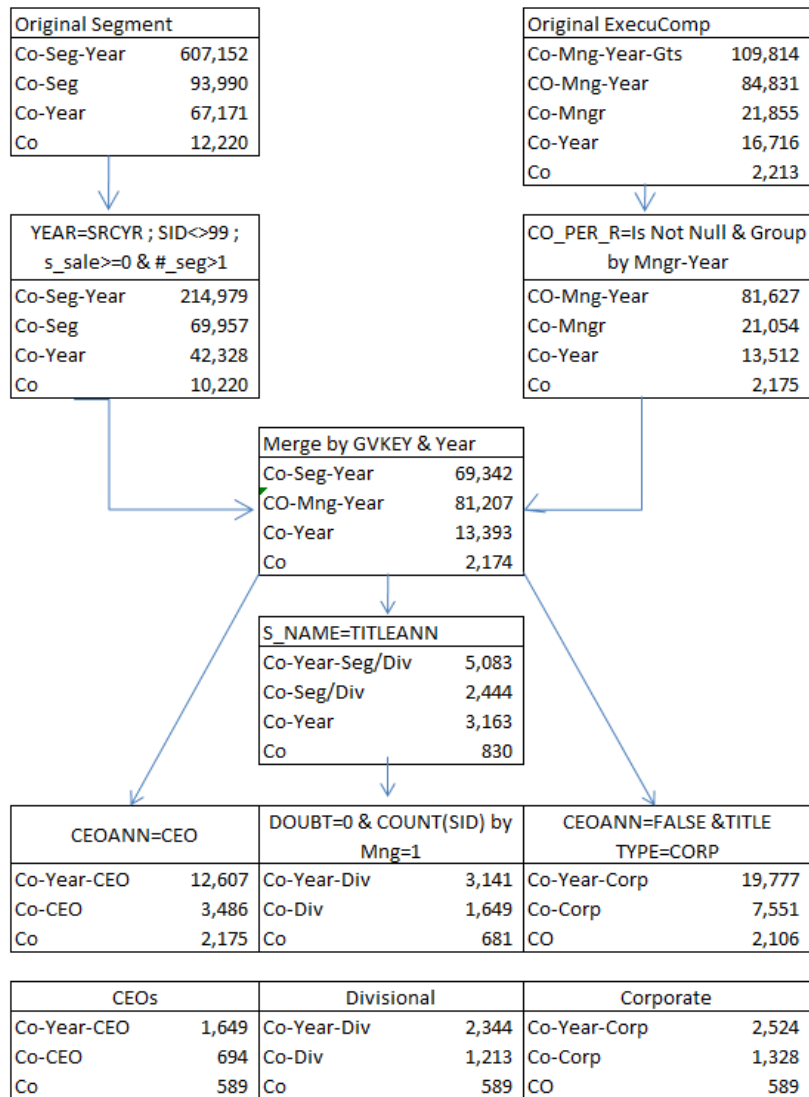 Original Segment
Co-Seg-Year 607,152
Co-Seg 93,990
Co-Year 67,171
Co 12,220
Original ExecuComp
Co-Mng-Year-Gts 109,814
CO-Mng-Year 84,831
Co-Mngr 21,855
Co-Year 16,716
Co 2,213
YEAR=SRCYR ; SID<>99 ;
s_sale>=0 & #_seg>1
Co-Seg-Year 214,979
Co-Seg 69,957
Co-Year 42,328
Co 10,220
CO_PER_R=Is Not Null & Group
by Mngr-Year
CO-Mng-Year 81,627
Co-Mngr 21,054
Co-Year 13,512
Co 2,175
Merge by GVKEY & Year
Co-Seg-Year 69,342
CO-Mng-Year 81,207
Co-Year 13,393
Co 2,174
S_NAME=TITLEANN
Co-Year-Seg/Div 5,083
Co-Seg/Div 2,444
Co-Year 3,163
Co 830
CEOANN=CEO
Co-Year-CEO 12,607
Co-CEO 3,486
Co 2,175
DOUBT=0 & COUNT(SID) by
Mng=1
Co-Year-Div 3,141
Co-Div 1,649
Co 681
CEOANN=FALSE &TITLE
TYPE=CORP
Co-Year-Corp 19,777
Co-Corp 7,551
CO 2,106
CEOs
Co-Year-CEO 1,649
Co-CEO 694
Co 589
Divisional
Co-Year-Div 2,344
Co-Div 1,213
Co 589
Corporate
Co-Year-Corp 2,524
Co-Corp 1,328
CO 589